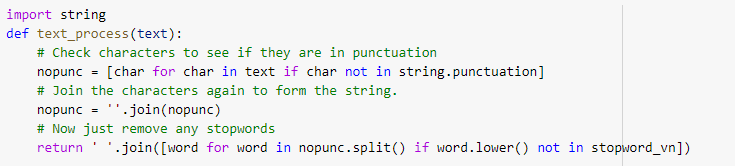 import string
def text_process(text):
    # Check characters to see if they are in punctuation
    nopunc = [char for char in text if char not in string.punctuation]
    # Join the characters again to form the string.
    nopunc = ''.join(nopunc)
    # Now just remove any stopwords
    return ' '.join([word for word in nopunc.split() if word.lower() not in stopword_vn])